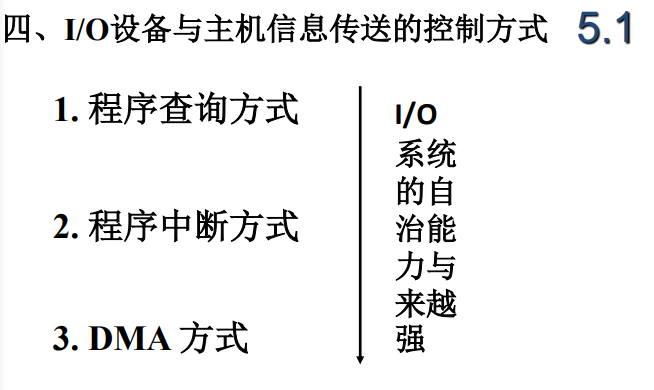 四、I/O设备与主机信息传送的控制方式 5.1
1. 程序查询方式
2. 程序中断方式
3. DMA 方式
I/O
系统
的自
治能
力与
来越
强